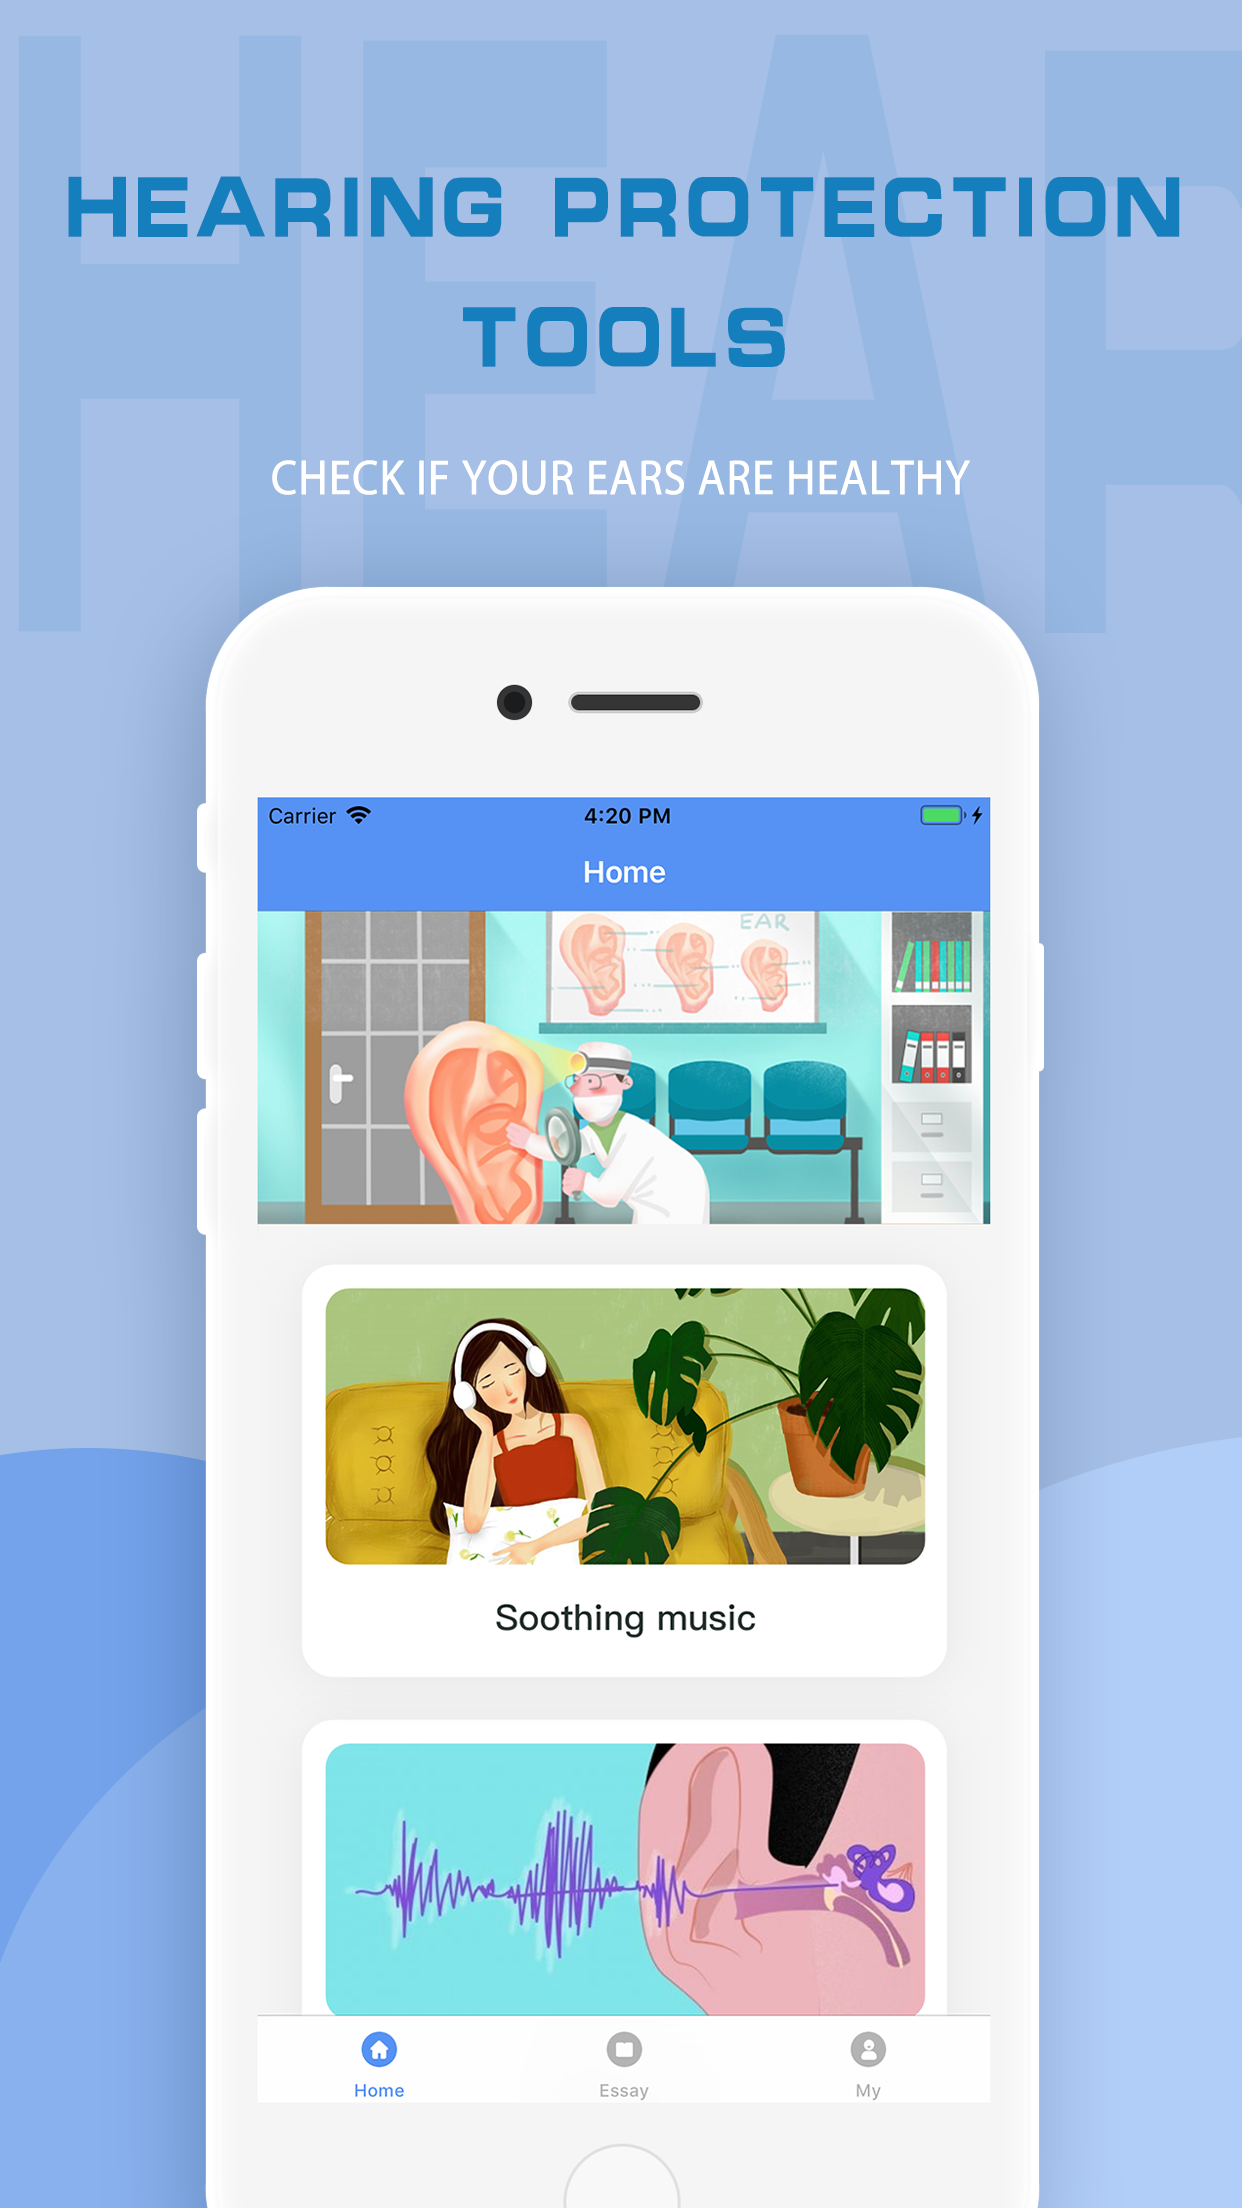 HEAR
HEARING PROTECTION
TOOLS
CHECK IF YOUR EARS ARE HEALTHY
Carrier 4:20 PM
Home
EAR
Soothing music
Home Essay My